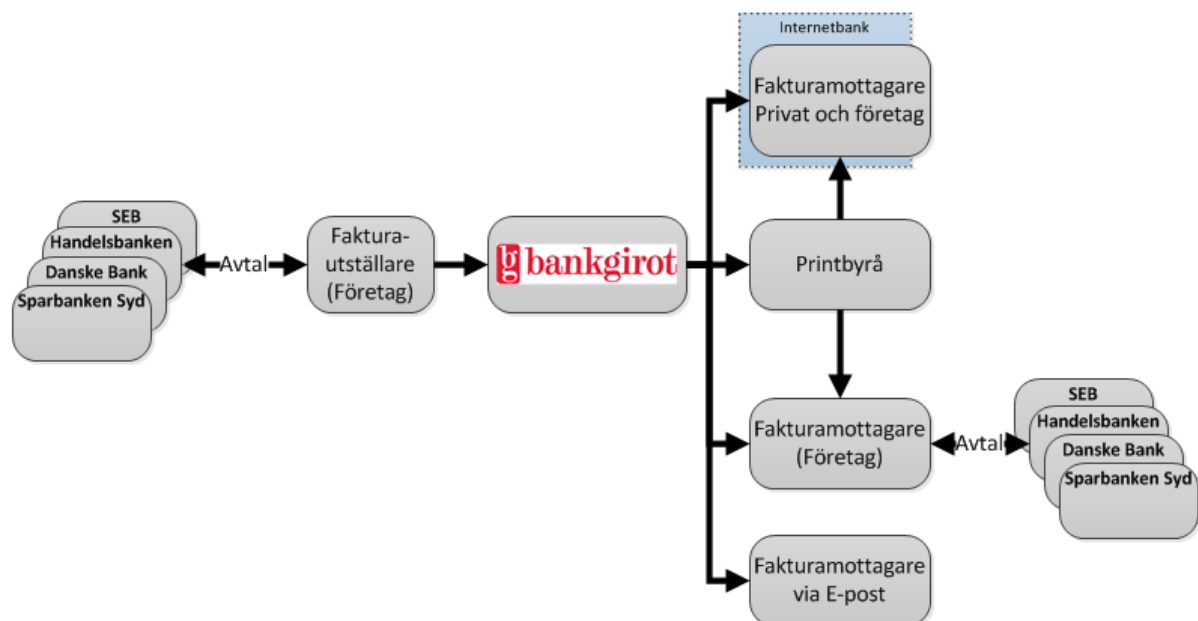 Internetbank
Fakturamottagare
Privat och företag
SEB
Handelsbanken
Danske Bank
Sparbanken Syd
Avtal
Faktura-
utställare
(Företag)
bg bankgirot
Printbyrå
Fakturamottagare
(Företag)
Avtal
SEB
Handelsbanken
Danske Bank
Sparbanken Syd
Fakturamottagare
via E-post